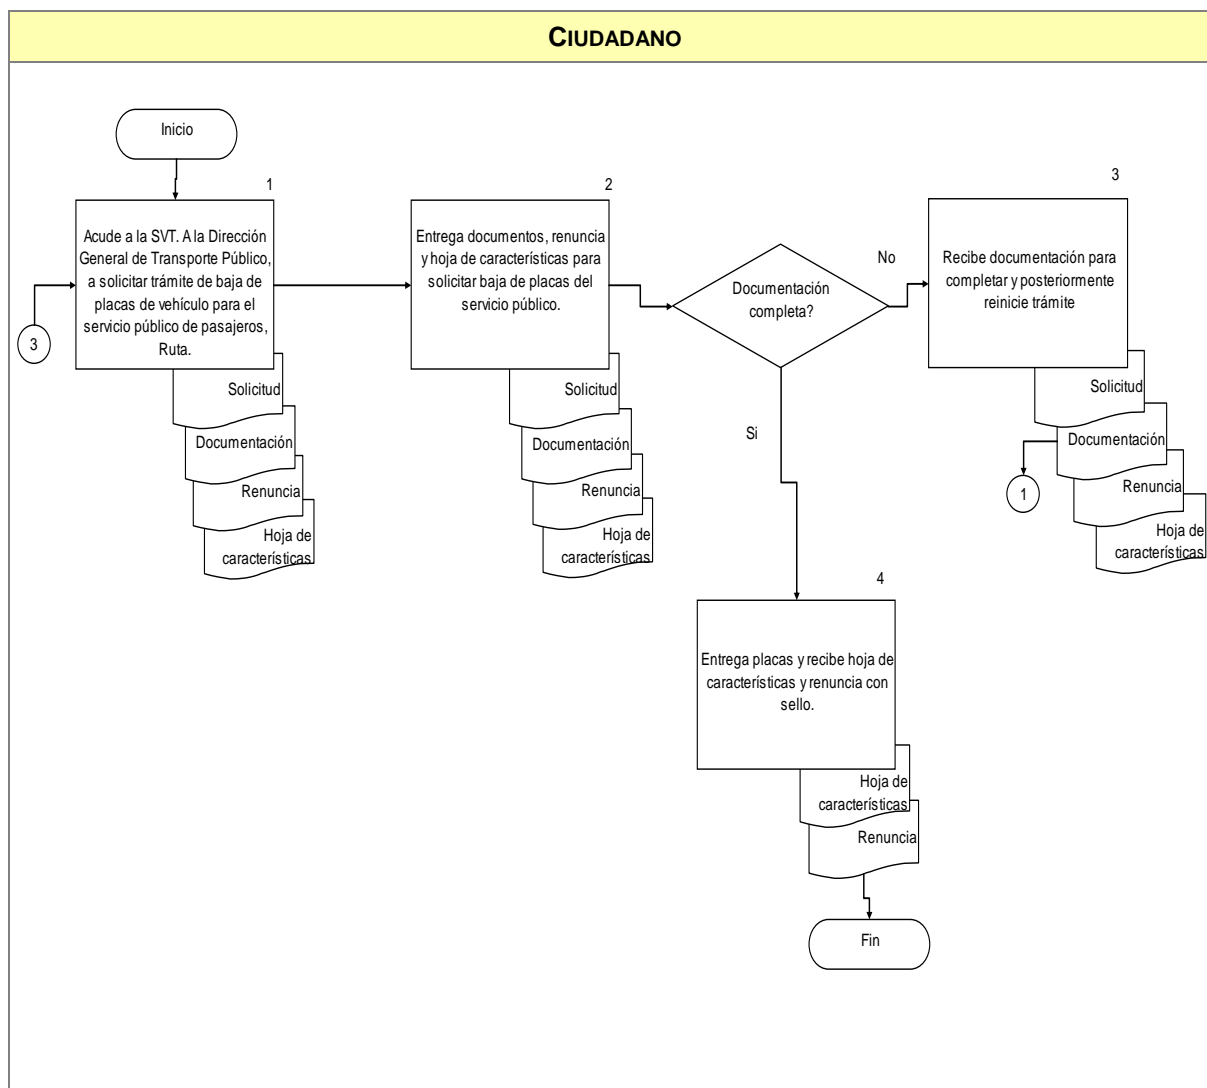 CIUDADANO
Inicio
1
Acude a la SVT. A la Dirección
General de Transporte Público,
a solicitar trámite de baja de
placas de vehículo para el
servicio público de pasajeros,
Ruta.
3
Solicitud
Documentación
Renuncia
Hoja de
características
2
Entrega documentos, renuncia
y hoja de características para
solicitar baja de placas del
servicio público.
Solicitud
Documentación
Renuncia
Hoja de
características
Documentación
completa?
No
Si
3
Recibe documentación para
completar y posteriormente
reinicie trámite
Solicitud
Documentación
1
Renuncia
Hoja de
características
4
Entrega placas y recibe hoja de
características y renuncia con
sello.
Hoja de
características
Renuncia
Fin